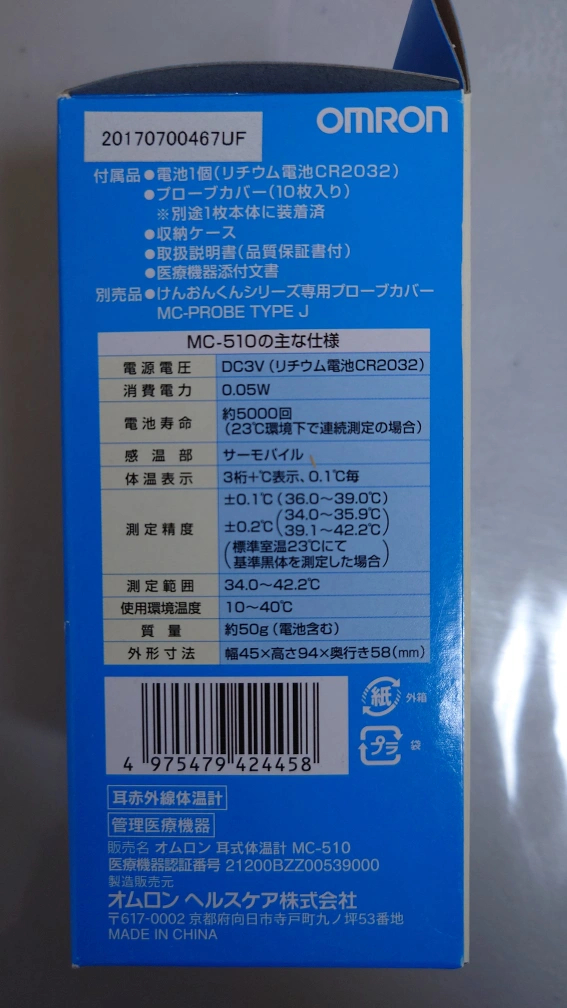 20170700467UF
OMRON
付属品●電池1個(リチウム電池CR2032)
●プローブカバー(10枚入り)
※別途1枚本体に装着済
●収納ケース
●取扱説明書(品質保証書付)
●医療機器添付文書
別売品●けんおんくんシリーズ専用プローブカバー
MC-PROBE TYPE J
MC-510の主な仕様
電源電圧 DC3V(リチウム電池CR2032)
消費電力 0.05W
電池寿命 約5000回
(23℃環境下で連続測定の場合)
感温部 サーモパイル
体温表示 3桁+℃表示、0.1℃毎
測定精度 ±0.1℃(36.0～39.0℃)
±0.2℃(34.0～35.9℃
39.1～42.2℃)
(標準室温23℃にて
基準黒体を測定した場合)
測定範囲 34.0～42.2℃
使用環境温度 10～40℃
質量 約50g(電池含む)
外形寸法 幅45×高さ94×奥行き58(mm)
紙 外箱
プラ 袋
4 975479 424458
耳赤外線体温計
管理医療機器
販売名 オムロン 耳式体温計 MC-510
医療機器認証番号 21200BZZ00539000
製造販売元
オムロン ヘルスケア株式会社
〒617-0002 京都府向日市寺戸町九ノ坪53番地
MADE IN CHINA